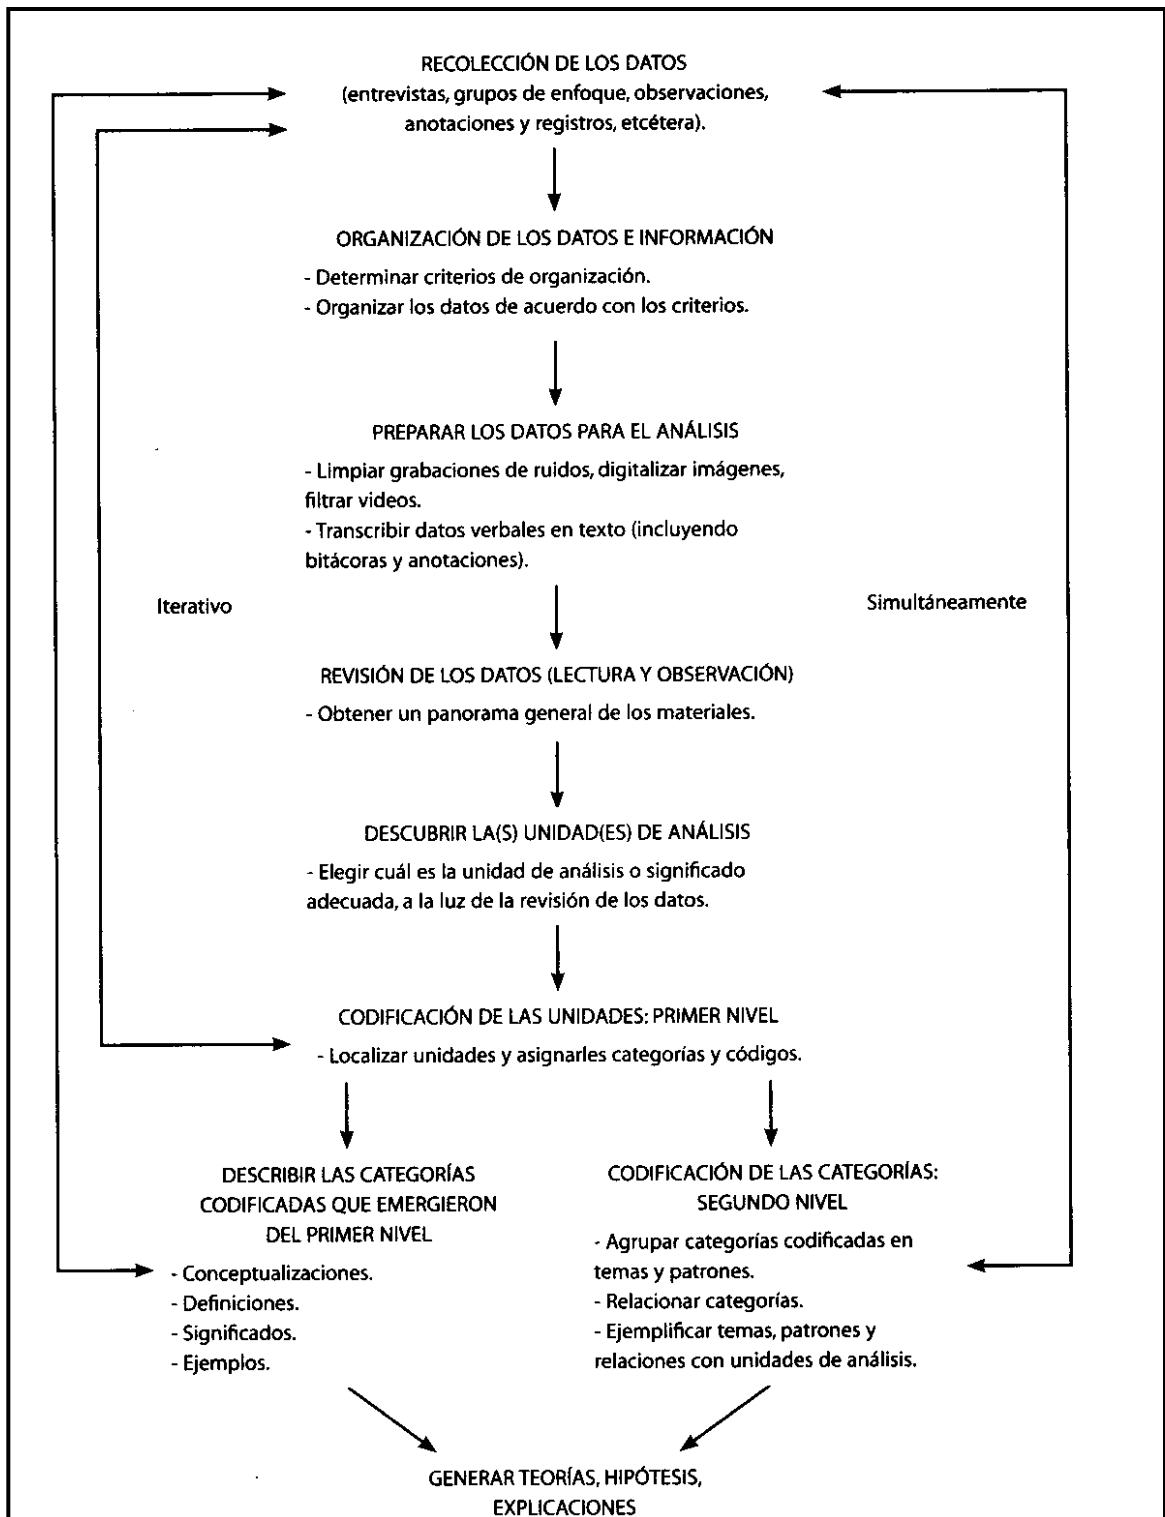 RECOLECCIÓN DE LOS DATOS
(entrevistas, grupos de enfoque, observaciones,
anotaciones y registros, etcétera).
ORGANIZACIÓN DE LOS DATOS E INFORMACIÓN
- Determinar criterios de organización.
- Organizar los datos de acuerdo con los criterios.
PREPARAR LOS DATOS PARA EL ANÁLISIS
- Limpiar grabaciones de ruidos, digitalizar imágenes,
filtrar videos.
- Transcribir datos verbales en texto (incluyendo
bitácoras y anotaciones).
Iterativo
Simultáneamente
REVISIÓN DE LOS DATOS (LECTURA Y OBSERVACIÓN)
- Obtener un panorama general de los materiales.
DESCUBRIR LA(S) UNIDAD(ES) DE ANÁLISIS
- Elegir cuál es la unidad de análisis o significado
adecuada, a la luz de la revisión de los datos.
CODIFICACIÓN DE LAS UNIDADES: PRIMER NIVEL
- Localizar unidades y asignarles categorías y códigos.
DESCRIBIR LAS CATEGORÍAS
CODIFICADAS QUE EMERGIERON
DEL PRIMER NIVEL
- Conceptualizaciones.
- Definiciones.
- Significados.
- Ejemplos.
CODIFICACIÓN DE LAS CATEGORÍAS:
SEGUNDO NIVEL
- Agrupar categorías codificadas en
temas y patrones.
- Relacionar categorías.
- Ejemplificar temas, patrones y
relaciones con unidades de análisis.
GENERAR TEORÍAS, HIPÓTESIS,
EXPLICACIONES